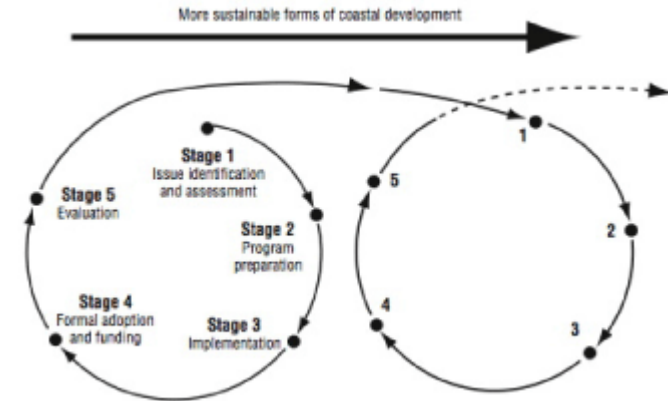 More sustainable forms of coastal development
Stage 1
Issue identification
and assessment
Stage 2
Program
preparation
Stage 3
Implementation
Stage 4
Formal adoption
and funding
Stage 5
Evaluation
1
2
3
4
5